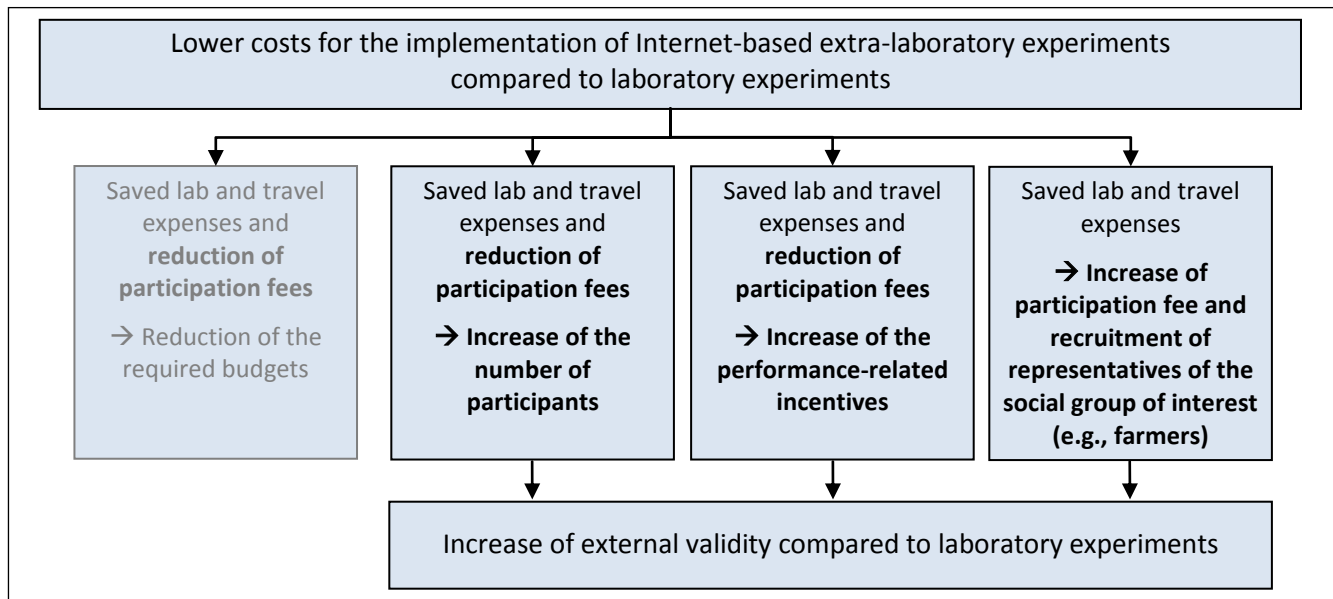 Lower costs for the implementation of Internet-based extra-laboratory experiments
compared to laboratory experiments
Saved lab and travel
expenses and
reduction of
participation fees
→ Reduction of the
required budgets
Saved lab and travel
expenses and
reduction of
participation fees
→ Increase of the
number of
participants
Saved lab and travel
expenses and
reduction of
participation fees
→ Increase of the
performance-related
incentives
Saved lab and travel
expenses
→ Increase of
participation fee and
recruitment of
representatives of the
social group of interest
(e.g., farmers)
Increase of external validity compared to laboratory experiments